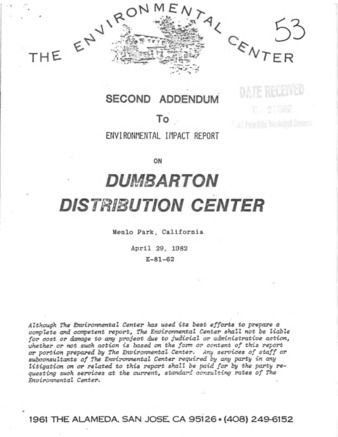 THE ENVIRONMENTAL CENTER
53
DATE RECEIVED
SECOND ADDENDUM
To
ENVIRONMENTAL IMPACT REPORT
ON
DUMBARTON
DISTRIBUTION CENTER
Menlo Park, California
April 29, 1982
E-81-62
Although The Environmental Center has used its best efforts to prepare a
complete and competent report, The Environmental Center shall not be liable
for cost or damage to any project due to judicial or administrative action,
whether or not such action is based on the form or content of this report
or portion prepared by The Environmental Center. Any services of staff or
subconsultants of The Environmental Center required by any party in any
litigation on or related to this report shall be paid for by the party re-
questing such services at the current, standard consulting rates of The
Environmental Center.
1961 THE ALAMEDA, SAN JOSE, CA 95126 • (408) 249-6152